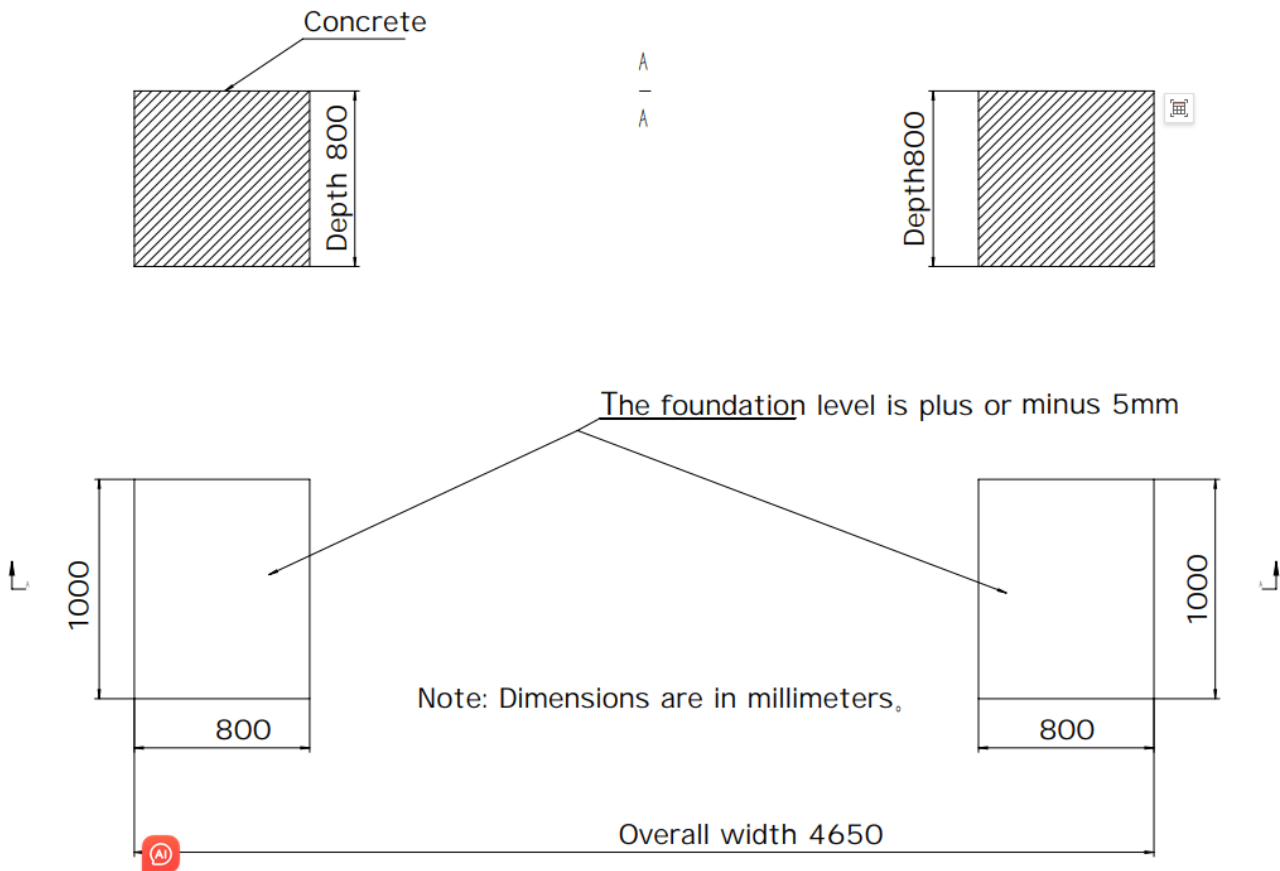 Concrete
A
A
Depth 800
Depth800
The foundation level is plus or minus 5mm
1000
1000
A
A
Note: Dimensions are in millimeters。
800
800
Overall width 4650
AI